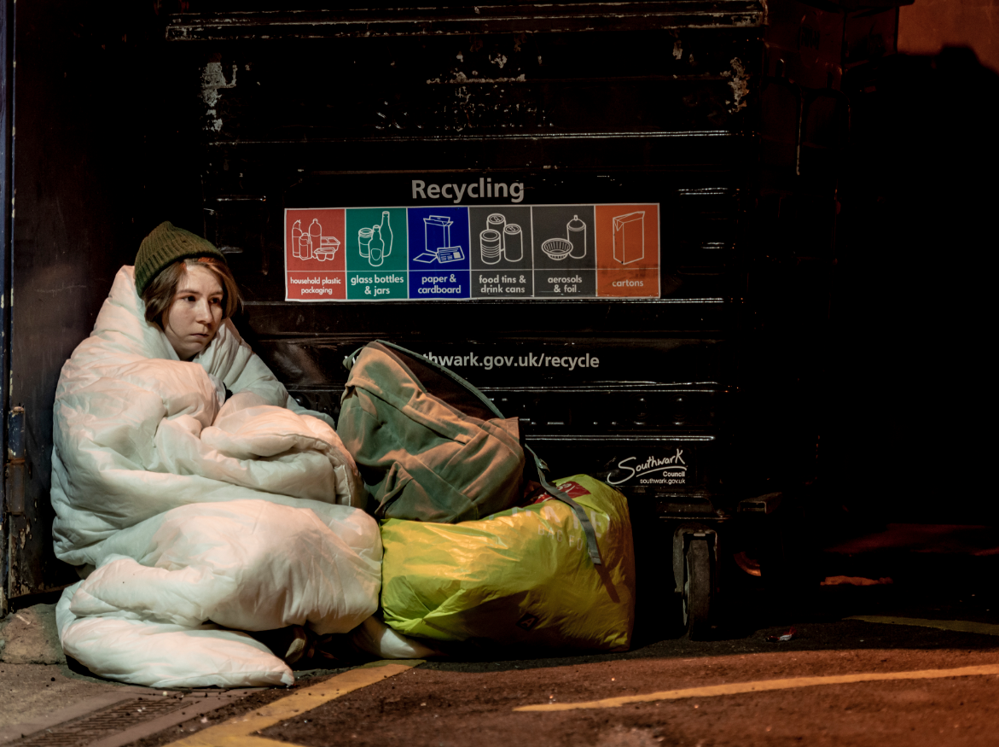 Recycling
household plastic
packaging
glass bottles
& jars
paper &
cardboard
food tins &
drink cans
aerosols
& foil
cartons
thwark.gov.uk/recycle
Southwark
Council
southwark.gov.uk